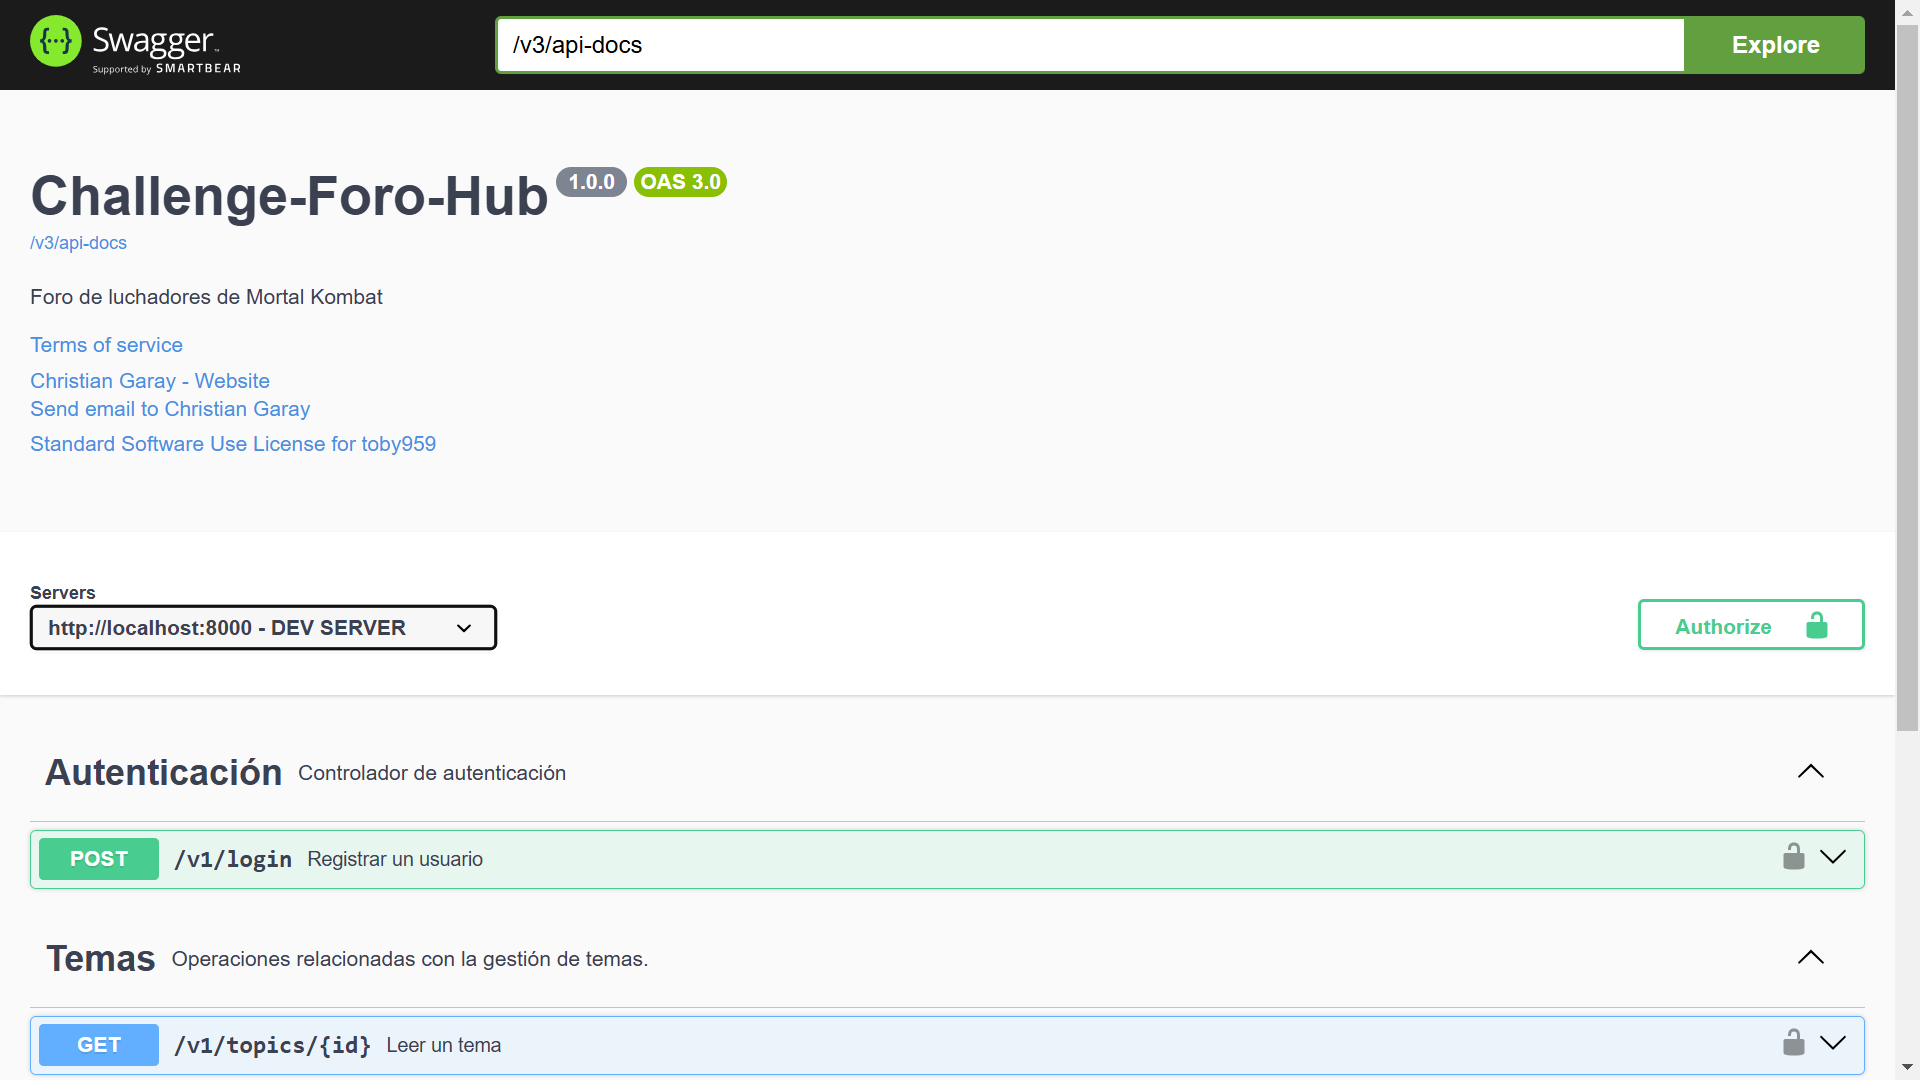 {···} Swagger™
Supported by SMARTBEAR
/v3/api-docs
Explore
Challenge-Foro-Hub 1.0.0 OAS 3.0
/v3/api-docs
Foro de luchadores de Mortal Kombat
Terms of service
Christian Garay - Website
Send email to Christian Garay
Standard Software Use License for toby959
Servers
http://localhost:8000 - DEV SERVER
Authorize
Autenticación Controlador de autenticación
POST /v1/login Registrar un usuario
Temas Operaciones relacionadas con la gestión de temas.
GET /v1/topics/{id} Leer un tema